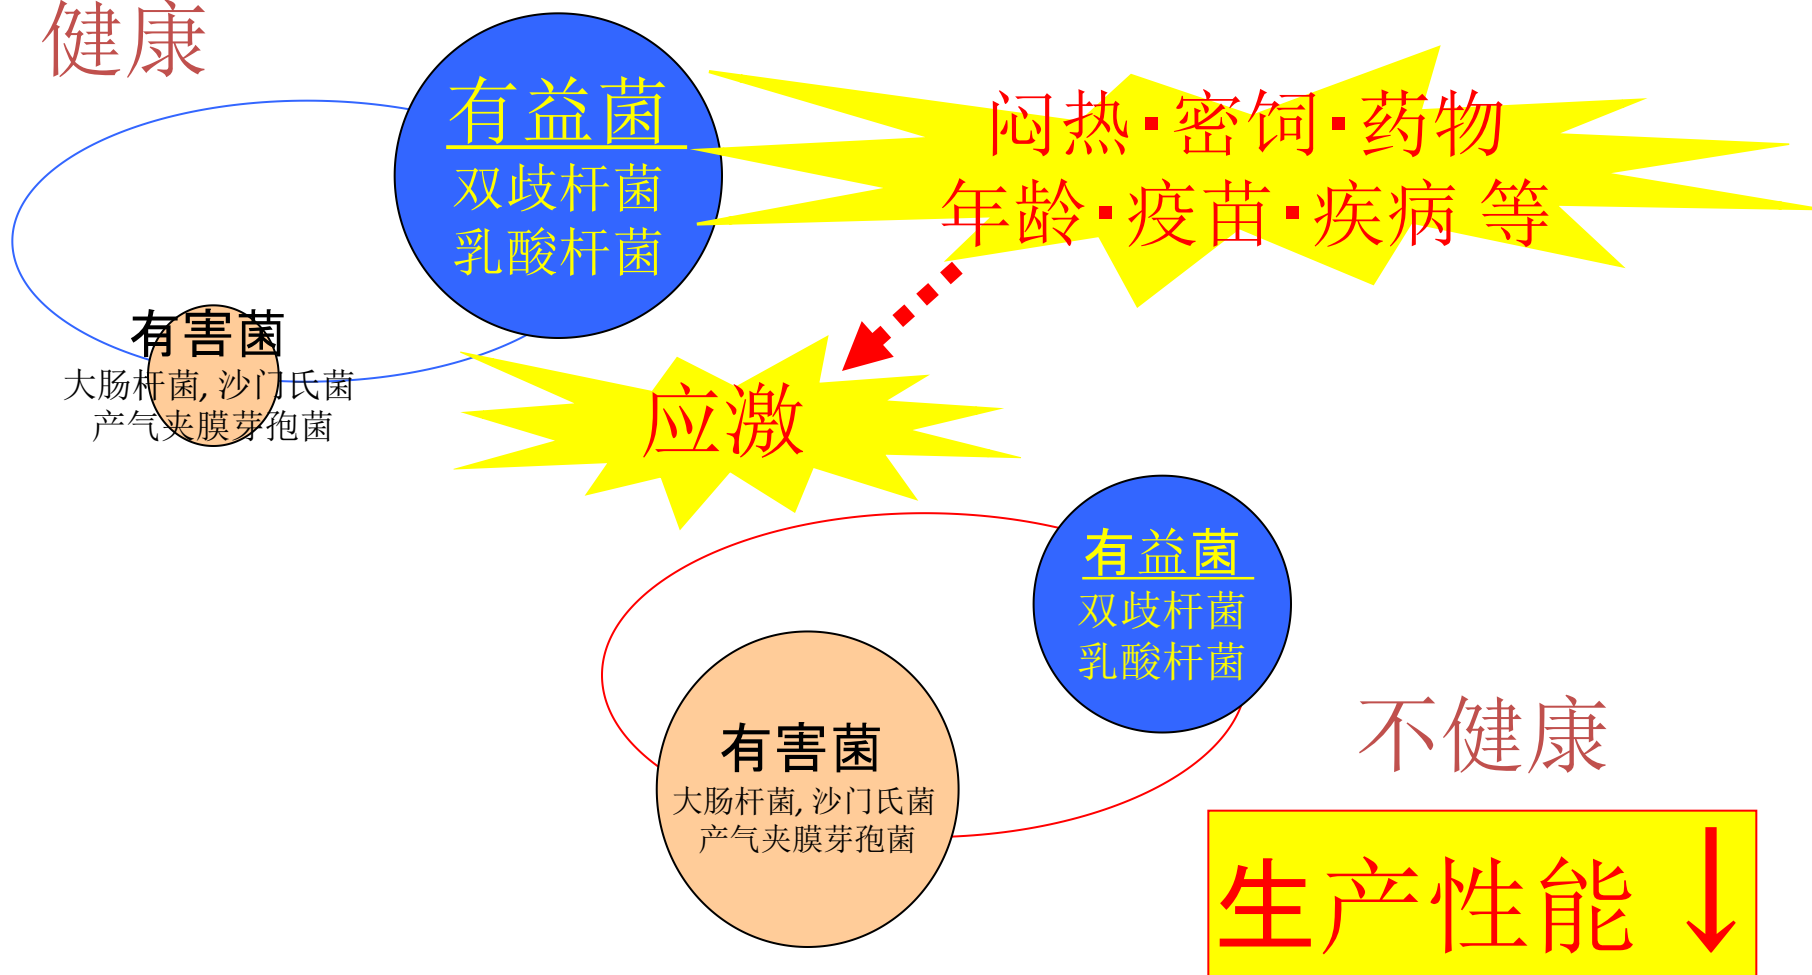 健康
有益菌
双歧杆菌
乳酸杆菌
闷热·密饲·药物
年龄·疫苗·疾病 等
有害菌
大肠杆菌, 沙门氏菌
产气夹膜芽孢菌
应激
有益菌
双歧杆菌
乳酸杆菌
有害菌
大肠杆菌, 沙门氏菌
产气夹膜芽孢菌
不健康
生产性能 ↓